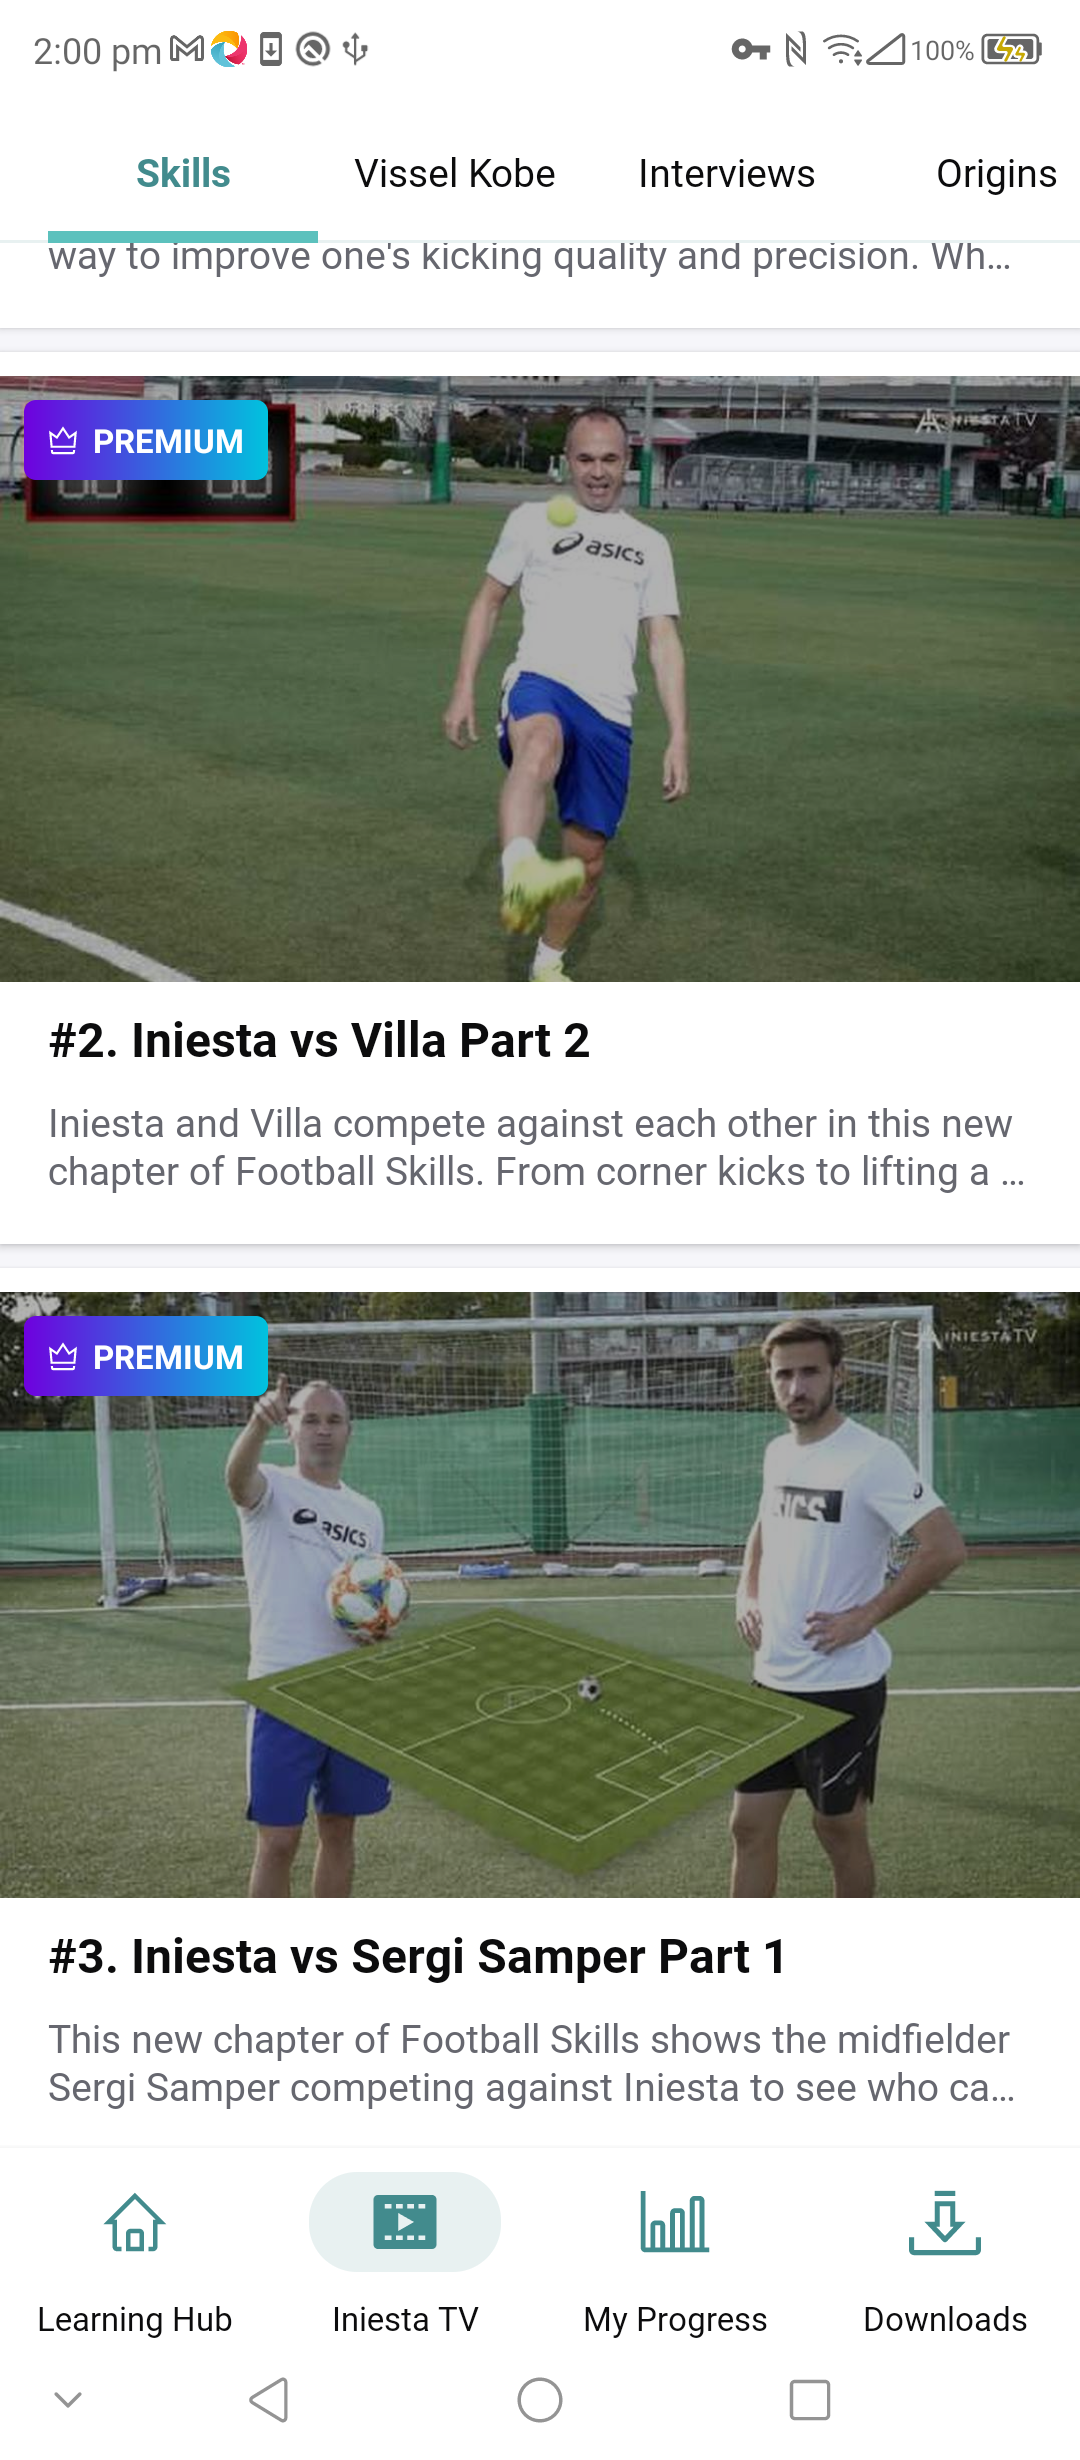 2:00 pm
100%
Skills
Vissel Kobe
Interviews
Origins
way to improve one's kicking quality and precision. Wh...
PREMIUM
INIESTA TV
asics
#2. Iniesta vs Villa Part 2
Iniesta and Villa compete against each other in this new
chapter of Football Skills. From corner kicks to lifting a ...
PREMIUM
INIESTA TV
asics
#3. Iniesta vs Sergi Samper Part 1
This new chapter of Football Skills shows the midfielder
Sergi Samper competing against Iniesta to see who ca...
Learning Hub
Iniesta TV
My Progress
Downloads